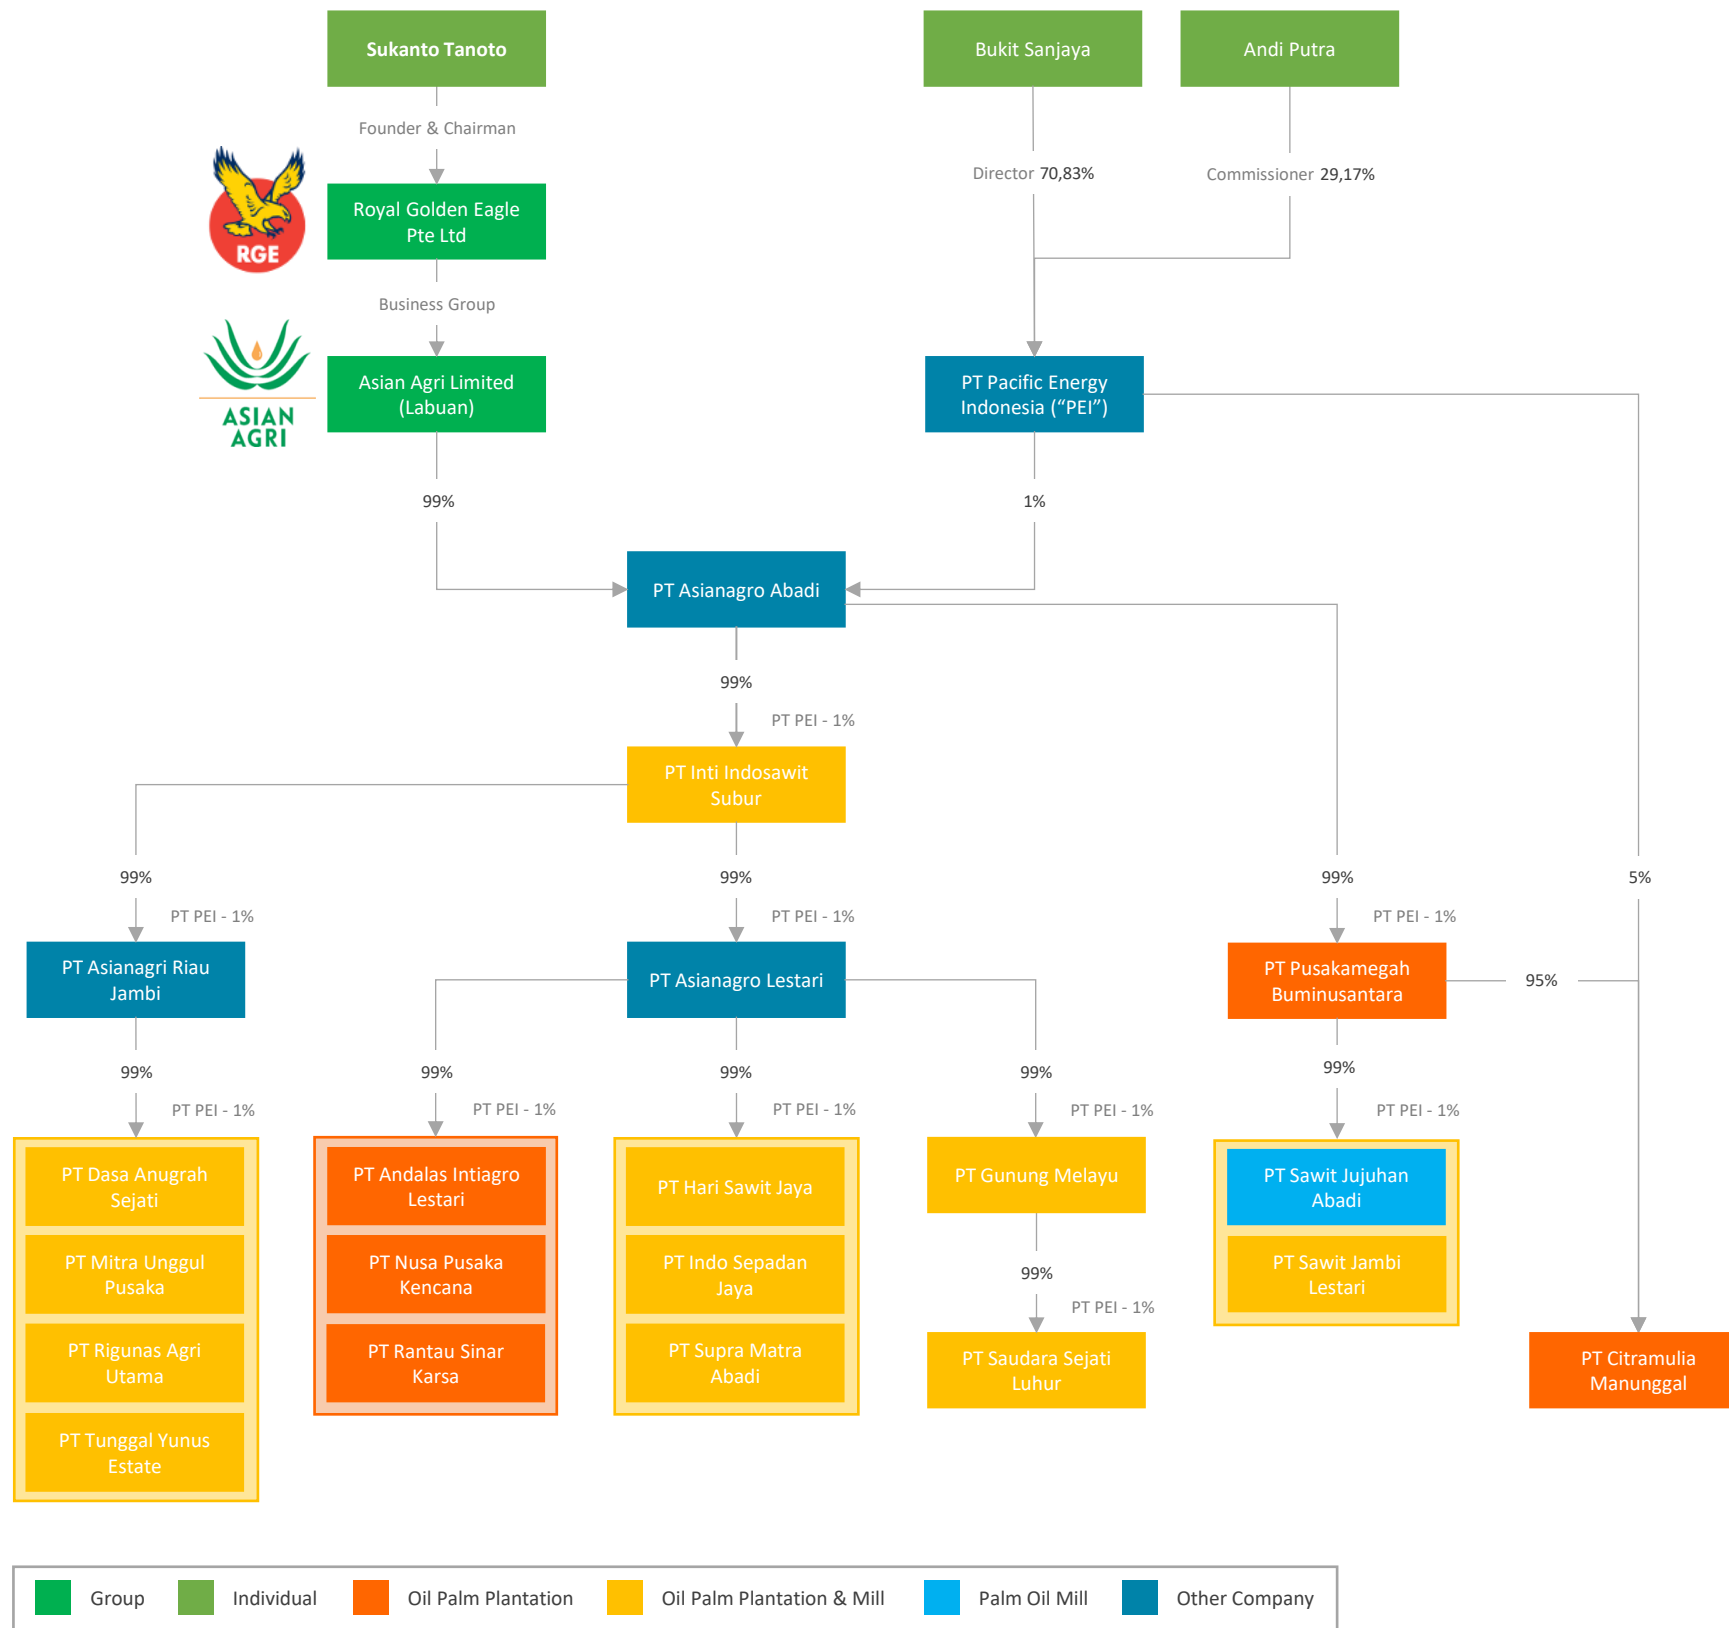 Sukanto Tanoto
Bukit Sanjaya
Andi Putra
Founder & Chairman
Director 70,83%
Commissioner 29,17%
RGE
Royal Golden Eagle
Pte Ltd
Business Group
ASIAN
AGRI
Asian Agri Limited
(Labuan)
PT Pacific Energy
Indonesia (“PEI”)
99%
1%
PT Asianagro Abadi
99%
PT PEI - 1%
PT Inti Indosawit
Subur
99%
99%
99%
5%
PT PEI - 1%
PT PEI - 1%
PT PEI - 1%
PT Asianagri Riau
Jambi
PT Asianagro Lestari
PT Pusakamegah
Buminusantara
95%
99%
99%
99%
99%
99%
PT PEI - 1%
PT PEI - 1%
PT PEI - 1%
PT PEI - 1%
PT PEI - 1%
PT Dasa Anugrah
Sejati
PT Mitra Unggul
Pusaka
PT Rigunas Agri
Utama
PT Tunggal Yunus
Estate
PT Andalas Intiagro
Lestari
PT Nusa Pusaka
Kencana
PT Rantau Sinar
Karsa
PT Hari Sawit Jaya
PT Indo Sepadan
Jaya
PT Supra Matra
Abadi
PT Gunung Melayu
99%
PT PEI - 1%
PT Saudara Sejati
Luhur
PT Sawit Jujuhan
Abadi
PT Sawit Jambi
Lestari
PT Citramulia
Manunggal
Group
Individual
Oil Palm Plantation
Oil Palm Plantation & Mill
Palm Oil Mill
Other Company